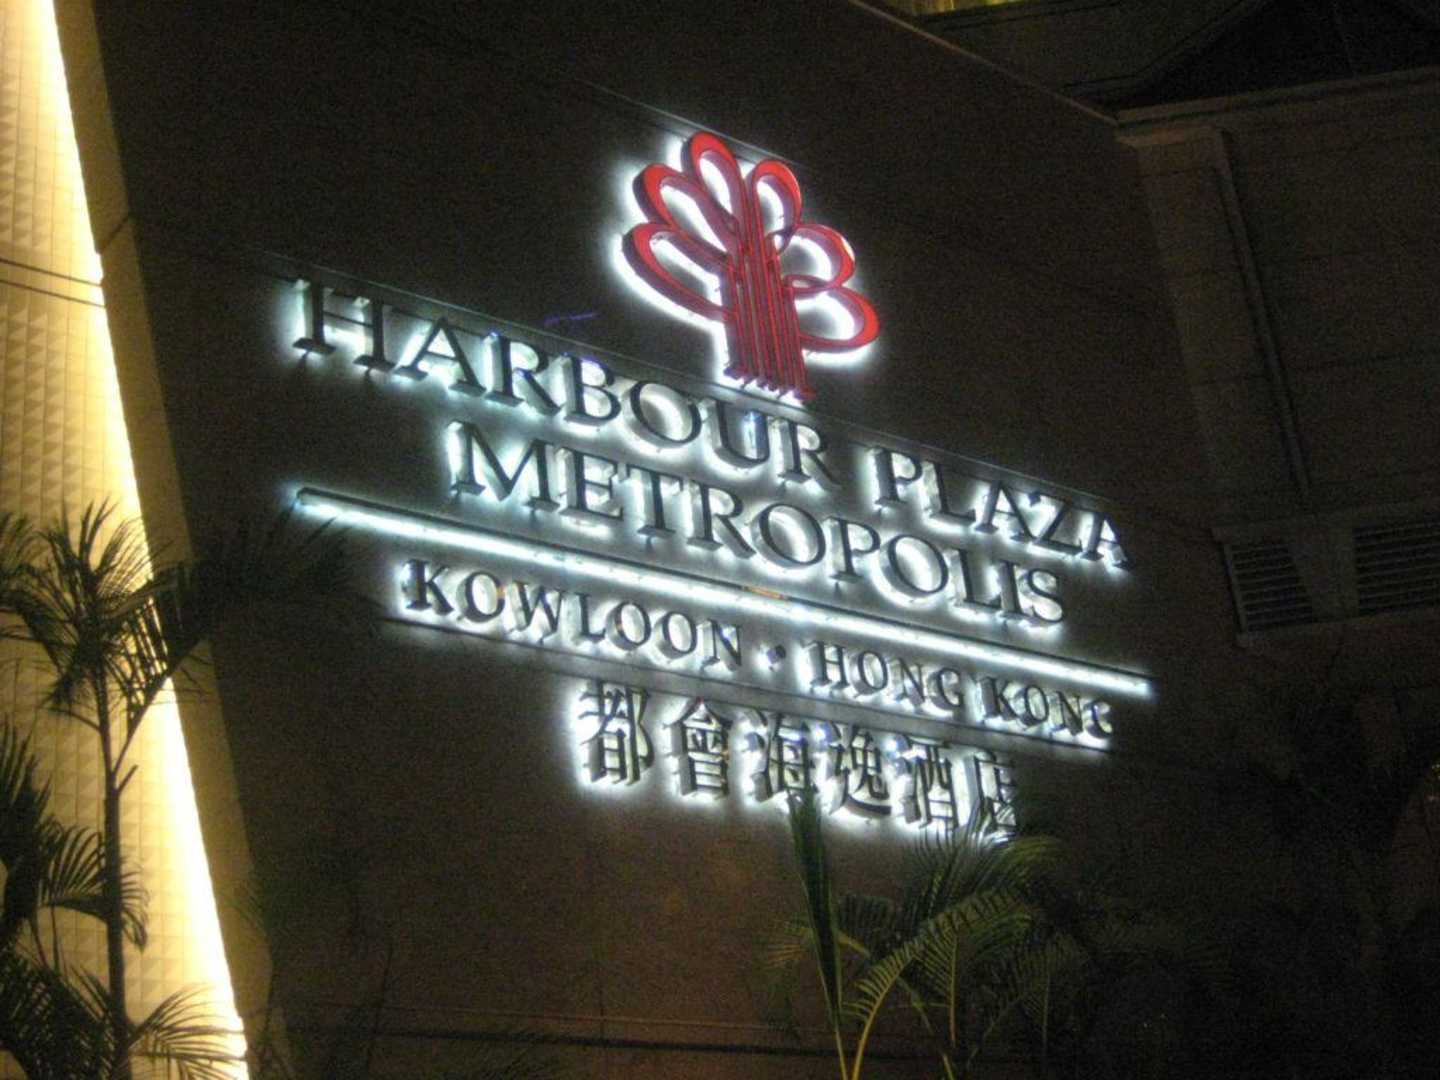 HARBOUR PLAZA
METROPOLIS
KOWLOON · HONG KONG
都會海逸酒店